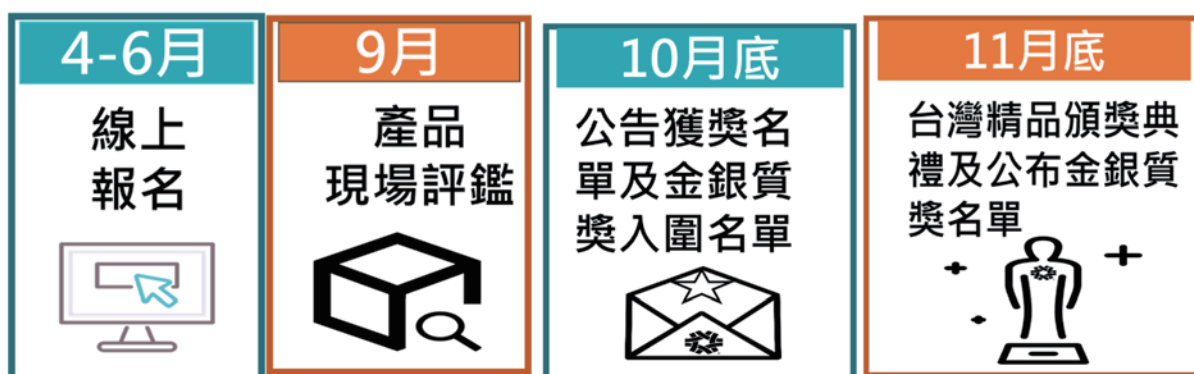 4-6月
線上
報名
9月
產品
現場評鑑
10月底
公告獲獎名
單及金銀質
獎入圍名單
11月底
台灣精品頒獎典
禮及公布金銀質
獎名單